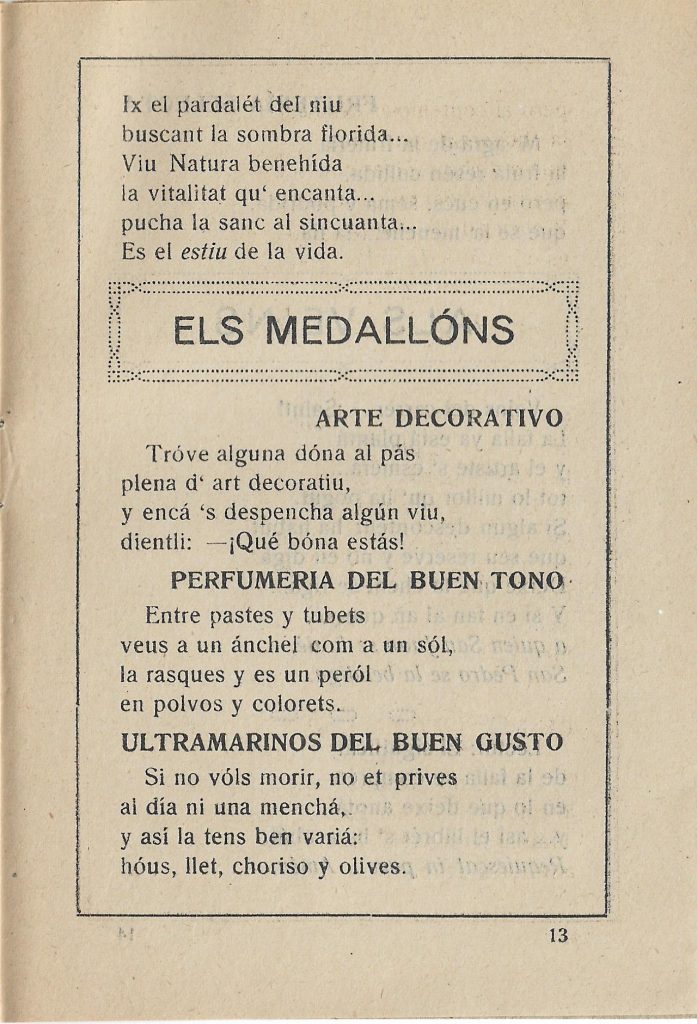 Ix el pardalét del niu
buscant la sombra florida...
Viu Natura benehida
la vitalitat qu‘ encanta...
pucha la sanc al sincuanta...
Es el estiu de la vida.
ELS MEDALLÓNS
ARTE DECORATIVO
Tróve alguna dóna al pás
plena d‘ art decoratiu,
y encá ‘s despencha algún viu,
dientli: —¡Qué bóna estás!
PERFUMERIA DEL BUEN TONO
Entre pastes y tubets
veus a un ánchel com a un sól,
la rasques y es un peról
en polvos y colorets.
ULTRAMARINOS DEL BUEN GUSTO
Si no vóls morir, no et prives
al día ni una menchá,
y así la tens ben variá:
hóus, llet, choriso y olives.
13